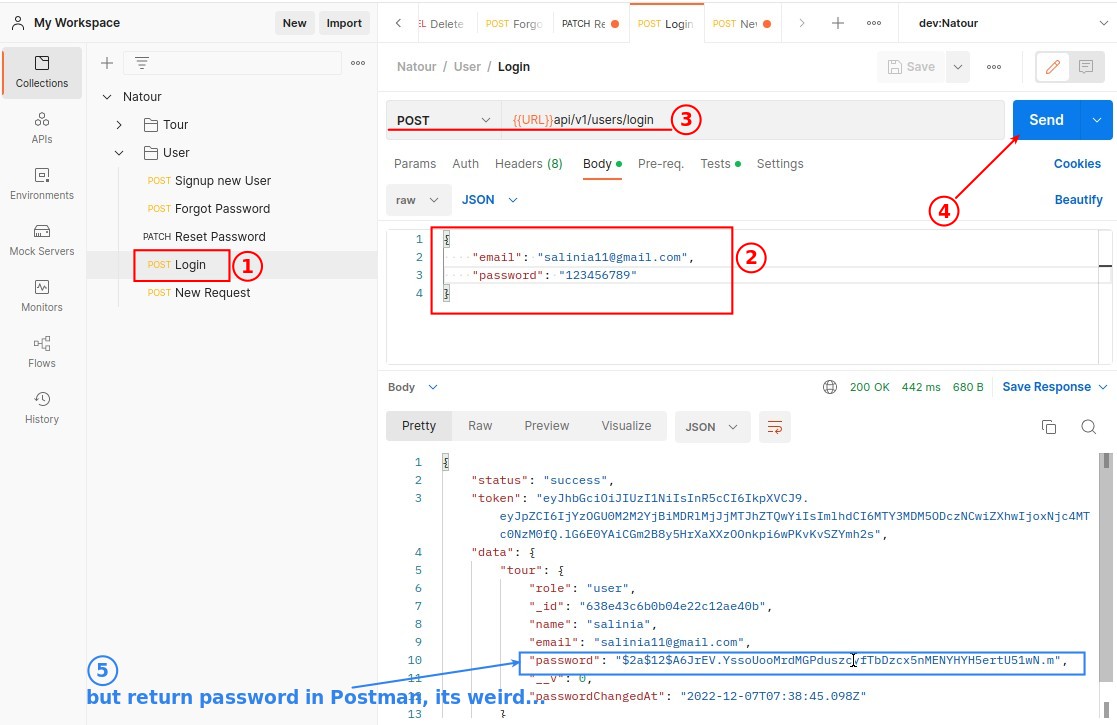 My Workspace
New
Import
EL Delete
POST Forgo
PATCH Re
POST Login
POST Nev
dev:Natour
Collections
APIs
Environments
Mock Servers
Monitors
Flows
History
Natour
Tour
User
POST Signup new User
POST Forgot Password
PATCH Reset Password
POST Login
1
POST New Request
Natour / User / Login
Save
POST
{{URL}}api/v1/users/login
3
Send
4
Params
Auth
Headers (8)
Body
Pre-req.
Tests
Settings
Cookies
raw
JSON
Beautify
1 {
2 "email": "salinia11@gmail.com",
3 "password": "123456789"
4 }
2
Body
200 OK
442 ms
680 B
Save Response
Pretty
Raw
Preview
Visualize
JSON
1 {
2 "status": "success",
3 "token": "eyJhbGciOiJIUzI1NiIsInR5cCI6IkpXVCJ9.
eyJpZCI6IjYzOGU0M2M2YjBiMDRlMjJjMTJhZTQwYiIsImlhdCI6MTY3MDM5ODczNCwiZXhwIjoxNjc4MT
c0NzM0fQ.lG6E0YAiCGm2B8y5HrXaXXzOOnkpi6wPKvKvSZYmh2s",
4 "data": {
5 "tour": {
6 "role": "user",
7 "_id": "638e43c6b0b04e22c12ae40b",
8 "name": "salinia",
9 "email": "salinia11@gmail.com",
10 "password": "$2a$12$A6JrEV.YssoUooMrdMGPduszcvfTbDzcx5nMENYHYH5ertU51wN.m",
11 "__v": 0,
12 "passwordChangedAt": "2022-12-07T07:38:45.098Z"
13 }
5
but return password in Postman, its weird...